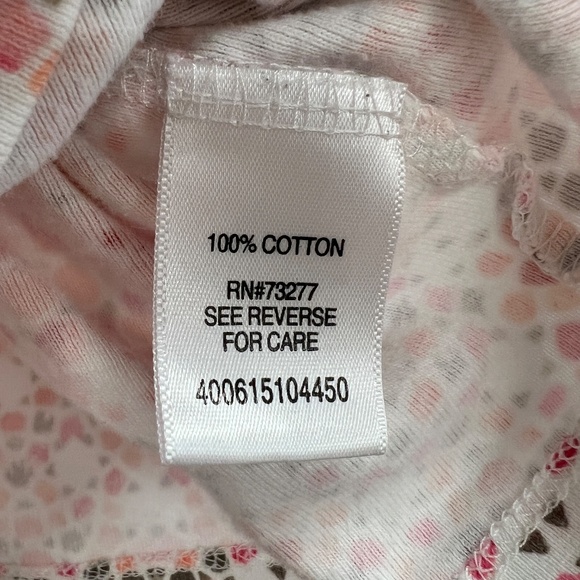 100% COTTON
RN#73277
SEE REVERSE
FOR CARE
400615104450